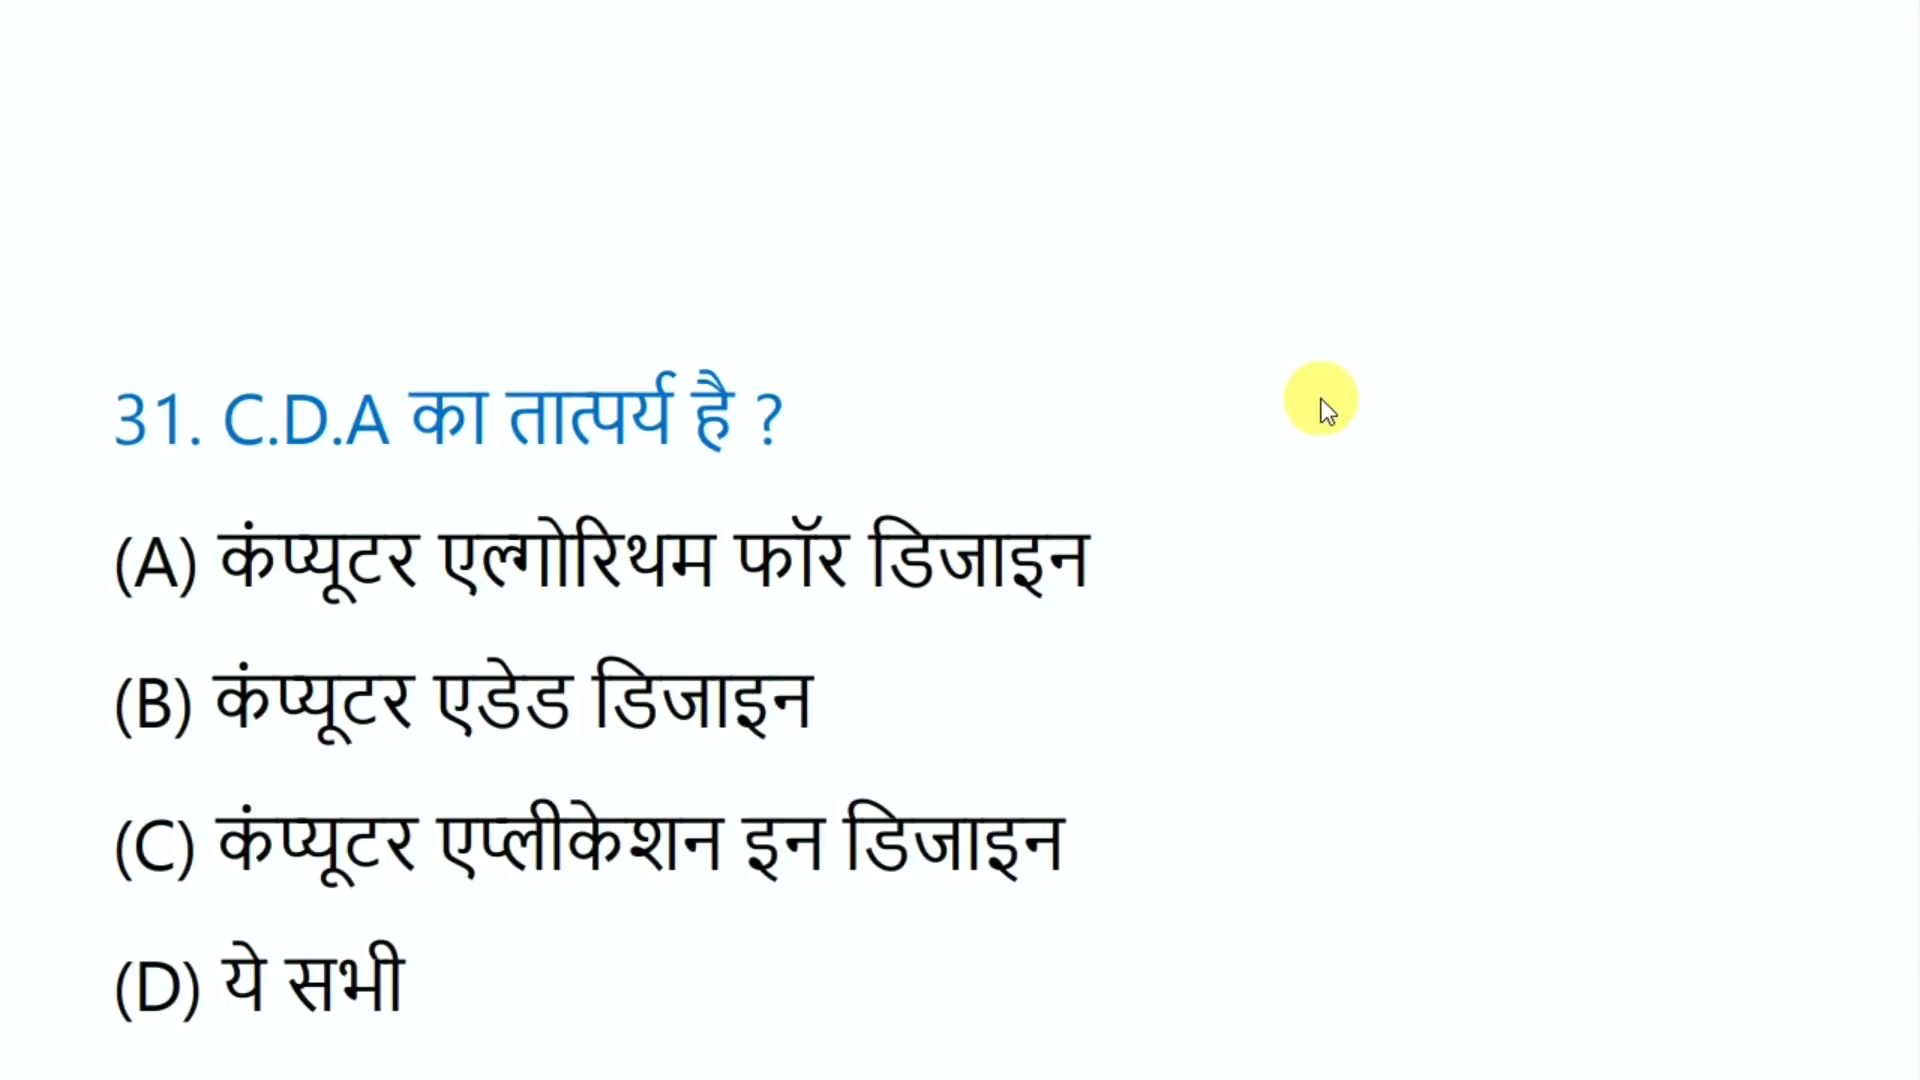 31. C.D.A का तात्पर्य है ?
(A) कंप्यूटर एल्गोरिथम फॉर डिजाइन
(B) कंप्यूटर एडेड डिजाइन
(C) कंप्यूटर एप्लीकेशन इन डिजाइन
(D) ये सभी